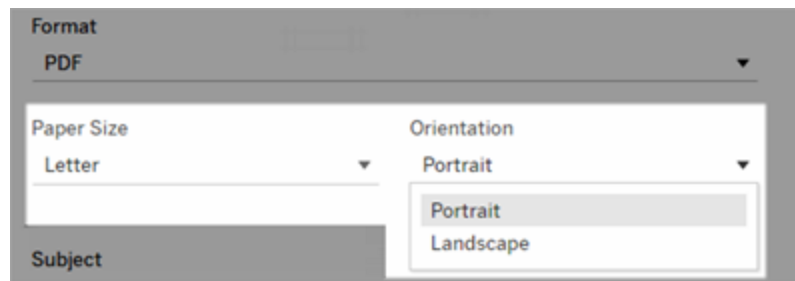 Format
PDF
Paper Size
Letter
Orientation
Portrait
Portrait
Landscape
Subject